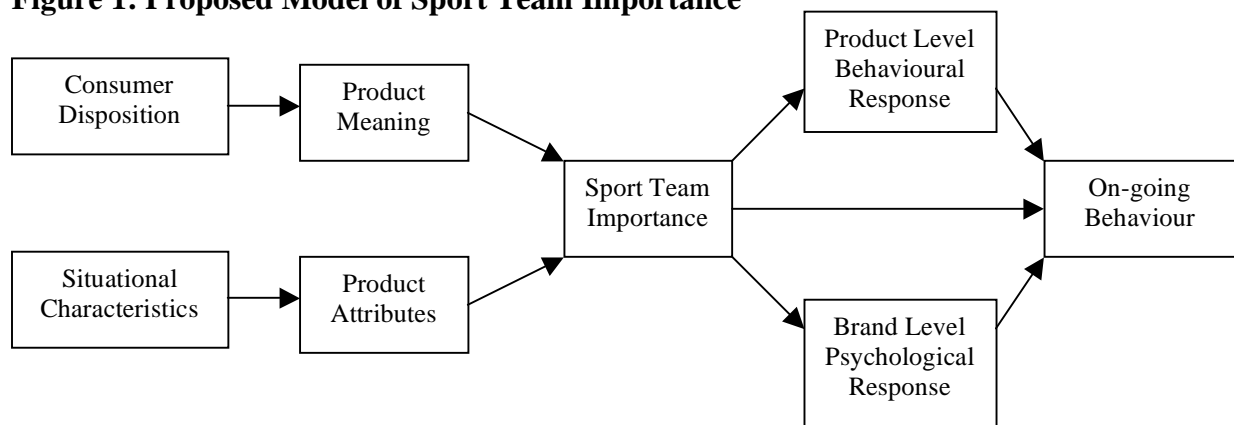 Figure 1: Proposed Model of Sport Team Importance
Consumer
Disposition
Product
Meaning
Situational
Characteristics
Product
Attributes
Sport Team
Importance
Product Level
Behavioural
Response
Brand Level
Psychological
Response
On-going
Behaviour